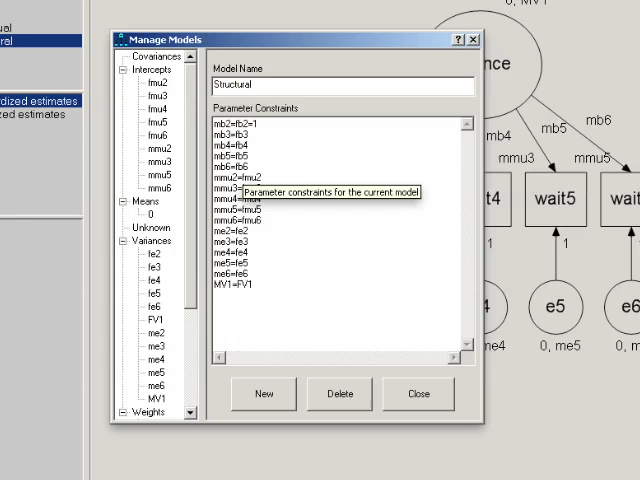 0, MV1
ual
ral
rdized estimates
zed estimates
Manage Models
Covariances
Intercepts
fmu2
fmu3
fmu4
fmu5
fmu6
mmu2
mmu3
mmu5
mmu6
Means
0
Unknown
Variances
fe2
fe3
fe4
fe5
fe6
FV1
me2
me3
me4
me5
me6
MV1
Weights
Model Name
Structural
Parameter Constraints
mb2=fb2=1
mb3=fb3
mb4=fb4
mb5=fb5
mb6=fb6
mmu2=fmu2
mmu3=
Parameter constraints for the current model
mmu4=fmu4
mmu5=fmu5
mmu6=fmu6
me2=fe2
me3=fe3
me4=fe4
me5=fe5
me6=fe6
MV1=FV1
New
Delete
Close
nce
mb4
mb5
mb6
mmu3
mmu5
t4
wait5
wait
1
1
4
e5
e6
me4
0, me5
0, m